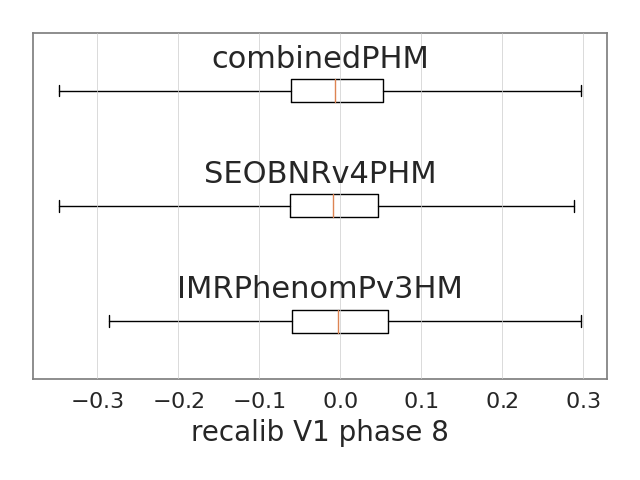 combinedPHM
SEOBNRv4PHM
IMRPhenomPv3HM
−0.3 −0.2 −0.1 0.0 0.1 0.2 0.3
recalib V1 phase 8